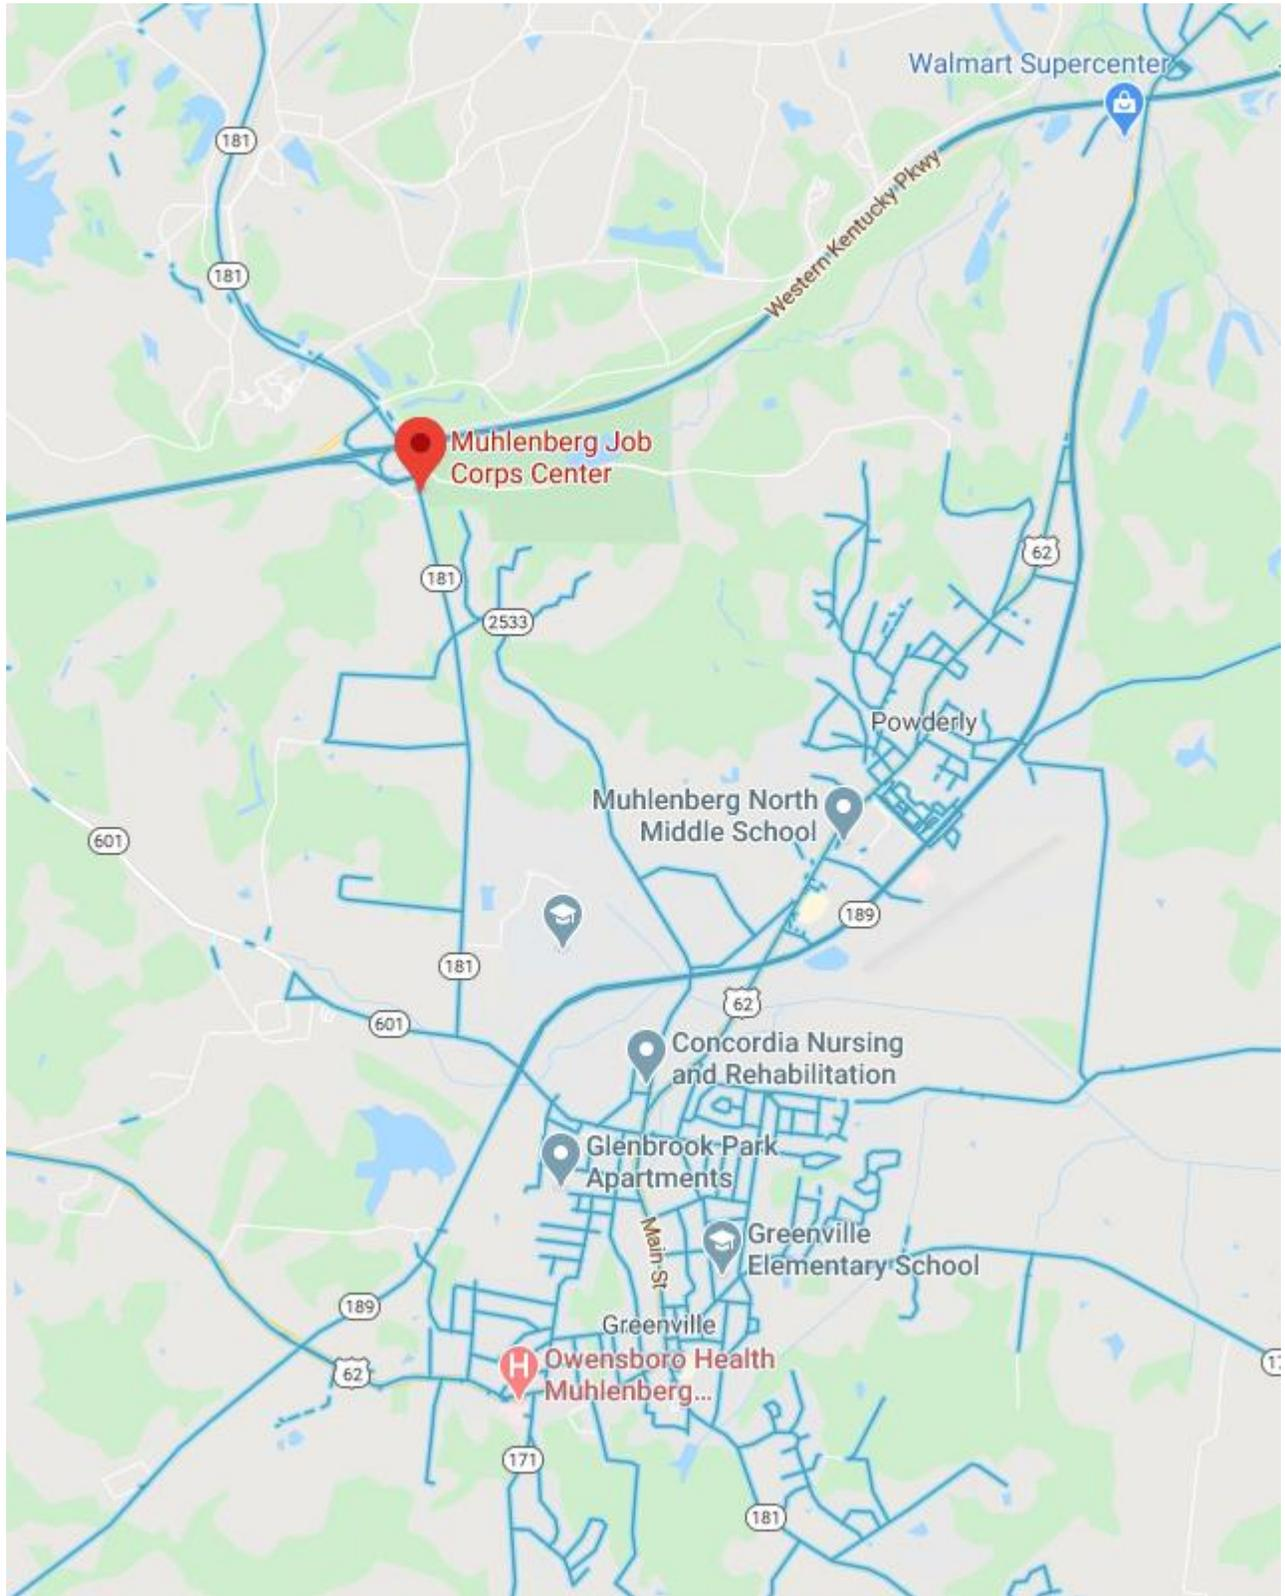 Walmart Supercenter
181
Western Kentucky Pkwy
181
Muhlenberg Job
Corps Center
62
181
2533
Powderly
Muhlenberg North
Middle School
601
189
181
62
601
Concordia Nursing
and Rehabilitation
Glenbrook Park
Apartments
Main St
Greenville
Elementary School
189
Greenville
62
Owensboro Health
Muhlenberg...
H
171
181